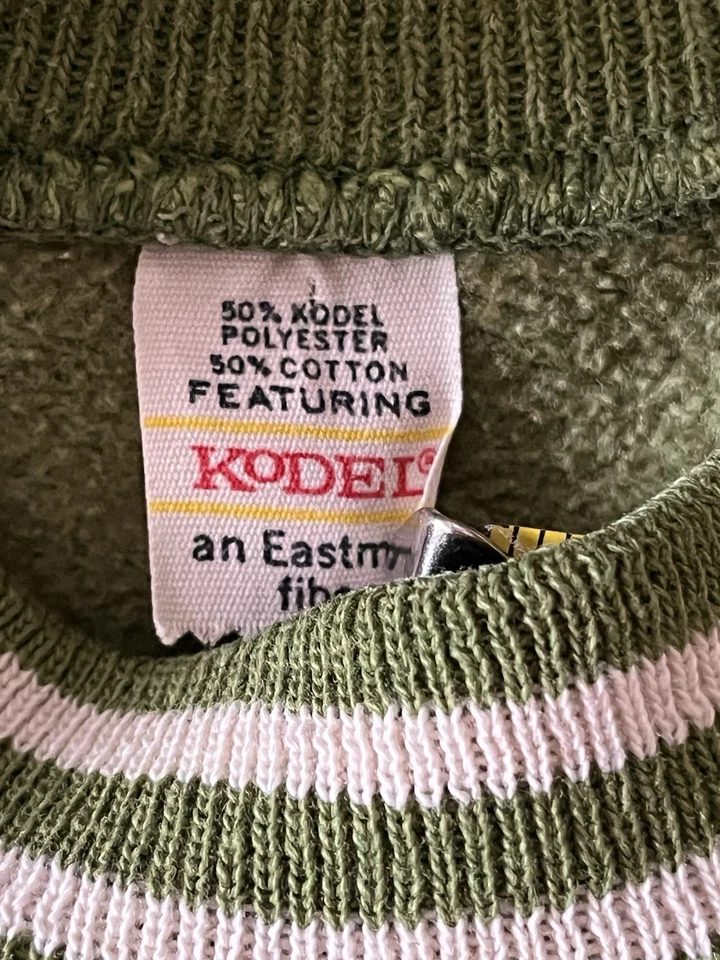 50% KODEL
POLYESTER
50% COTTON
FEATURING
KODEL®
an